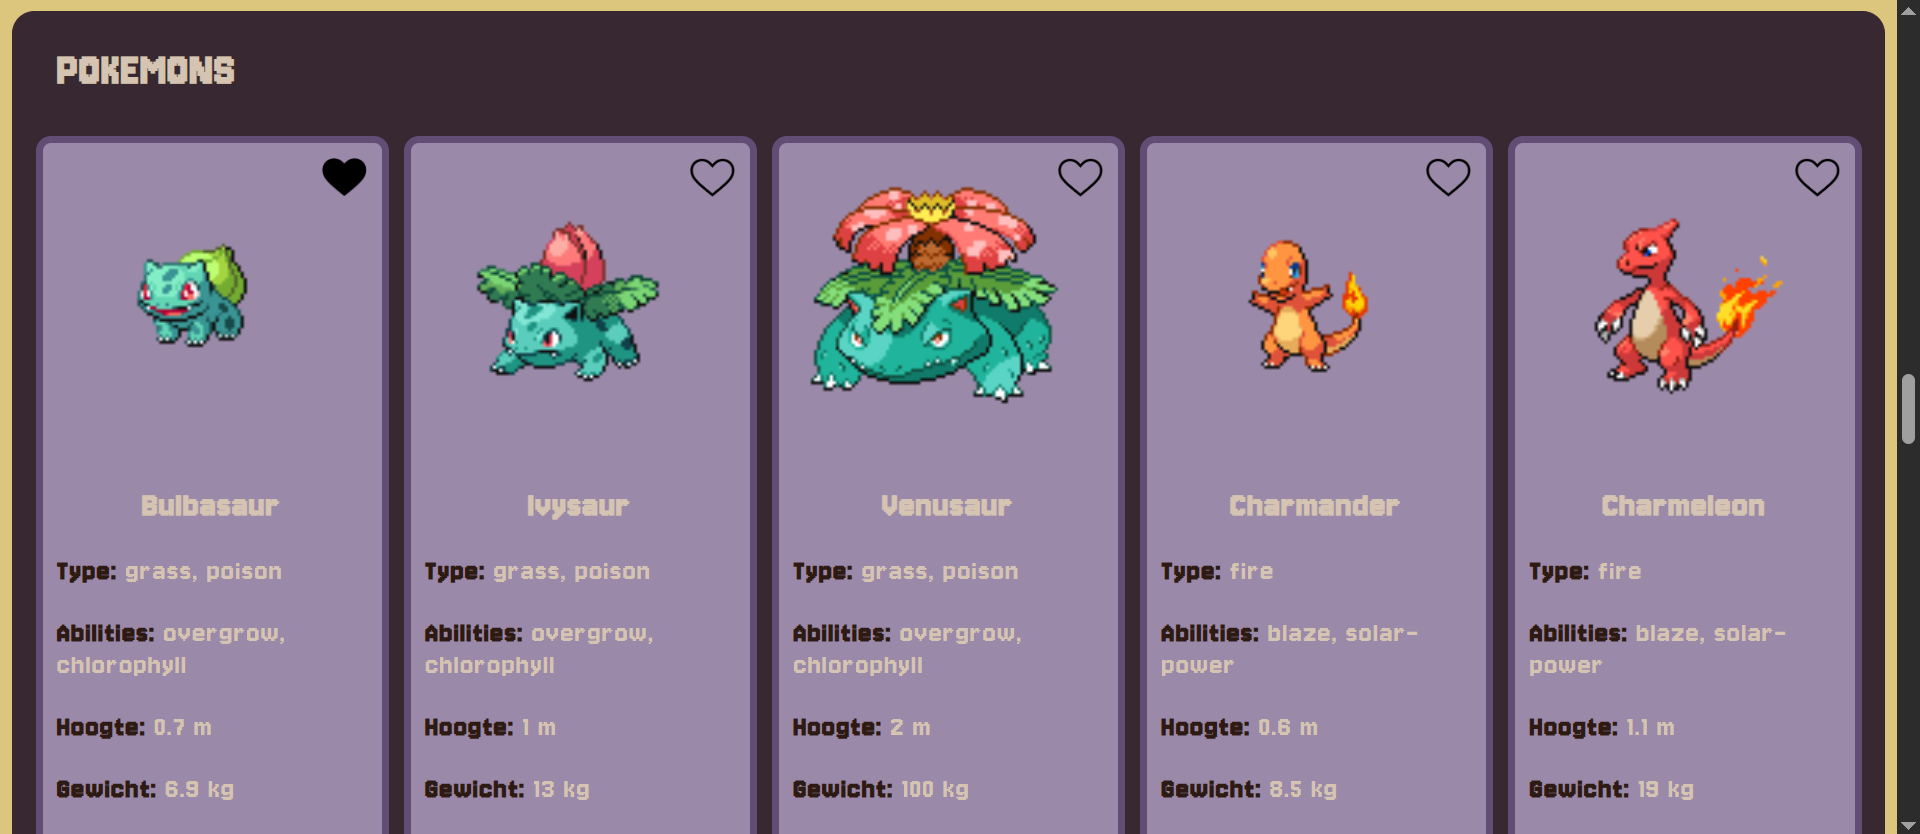 POKEMONS
Bulbasaur
Type: grass, poison
Abilities: overgrow,
chlorophyll
Hoogte: 0.7 m
Gewicht: 6.9 kg
Ivysaur
Type: grass, poison
Abilities: overgrow,
chlorophyll
Hoogte: 1 m
Gewicht: 13 kg
Venusaur
Type: grass, poison
Abilities: overgrow,
chlorophyll
Hoogte: 2 m
Gewicht: 100 kg
Charmander
Type: fire
Abilities: blaze, solar-
power
Hoogte: 0.6 m
Gewicht: 8.5 kg
Charmeleon
Type: fire
Abilities: blaze, solar-
power
Hoogte: 1.1 m
Gewicht: 19 kg